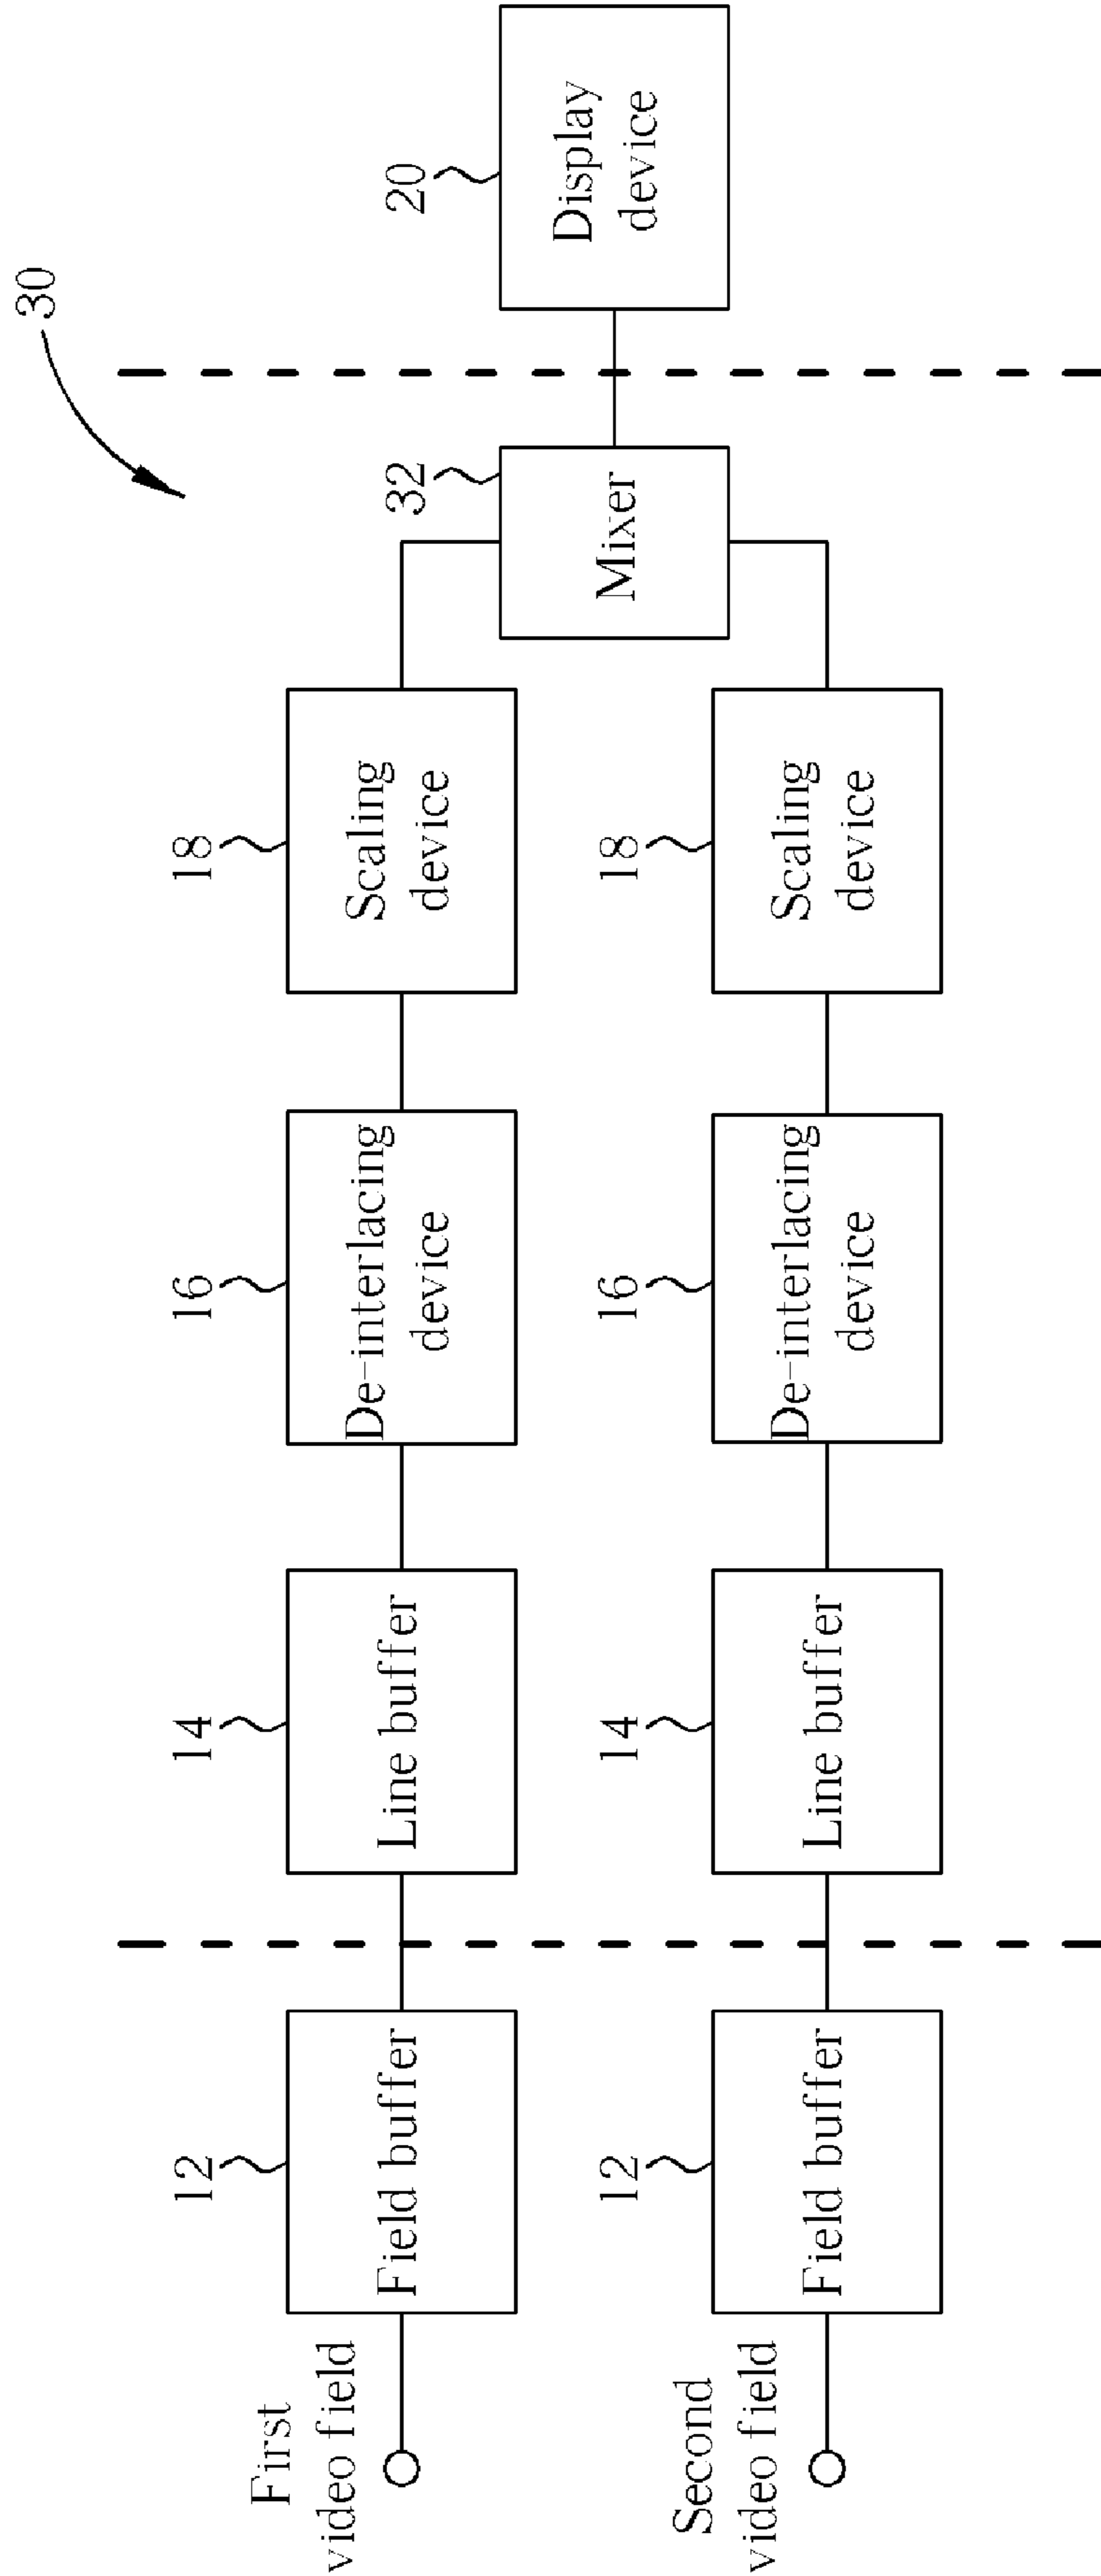 30
First
video field
12
Field buffer
14
Line buffer
16
De-interlacing
device
18
Scaling
device
32
Mixer
20
Display
device
Second
video field
12
Field buffer
14
Line buffer
16
De-interlacing
device
18
Scaling
device